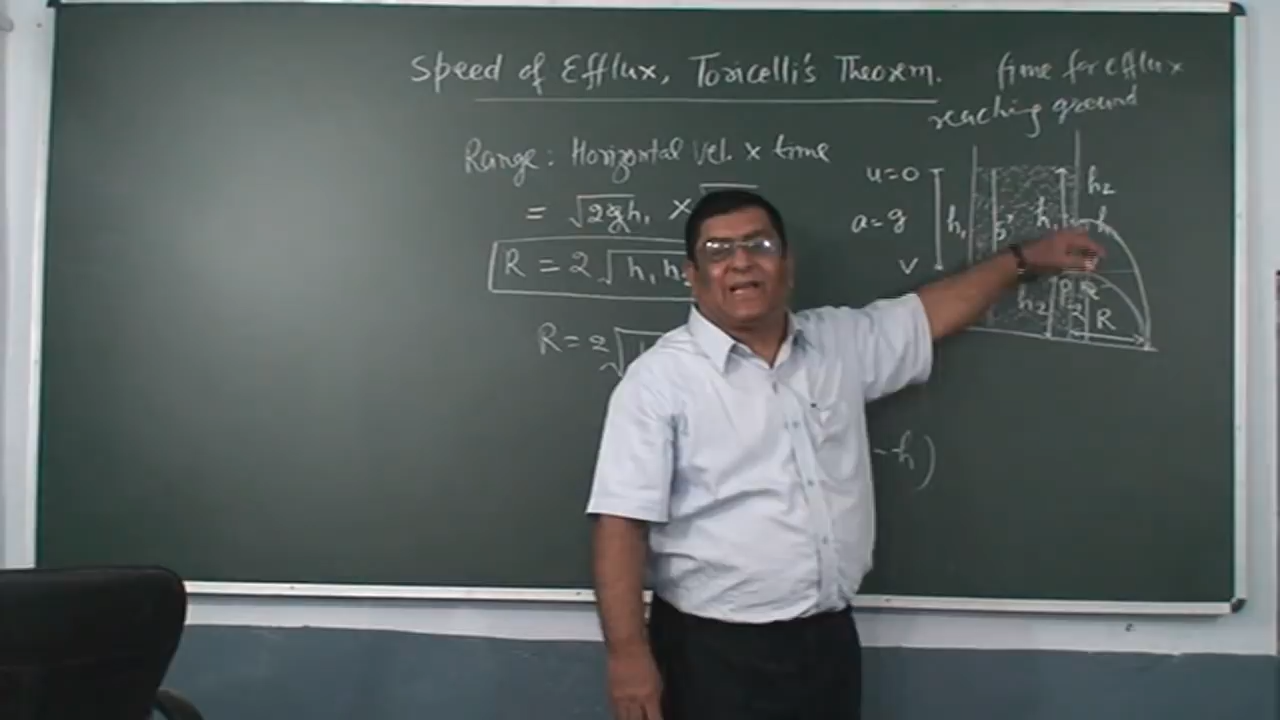 Speed of Efflux, Toricelli's Theorem.
time for efflux
reaching ground
Range: Horizontal Vel. × time
= √2gh₁ ×
R = 2√h₁h₂
R = 2√
-h)
u=0
a=g
v
h₁
h₁
h₂
h
h₂
R